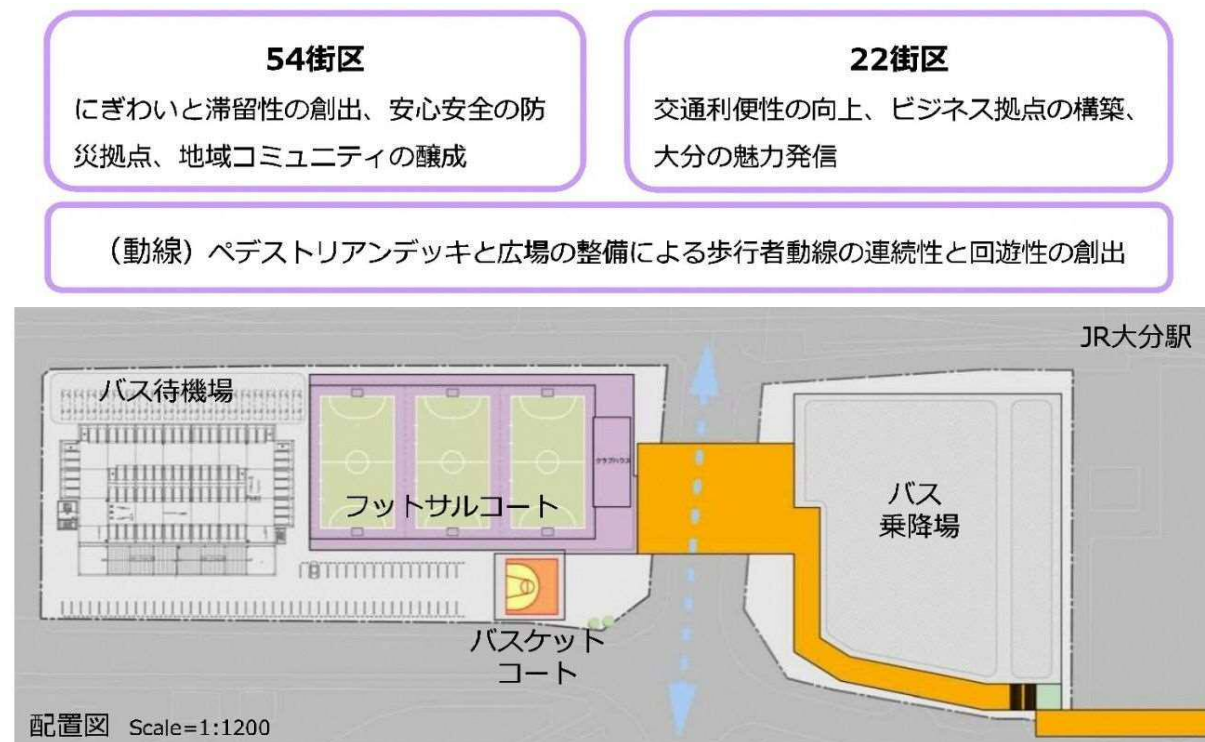 54街区
にぎわいと滞留性の創出、安心安全の防
災拠点、地域コミュニティの醸成
22街区
交通利便性の向上、ビジネス拠点の構築、
大分の魅力発信
（動線）ペデストリアンデッキと広場の整備による歩行者動線の連続性と回遊性の創出
JR大分駅
バス待機場
クラブハウス
フットサルコート
バス
乗降場
バスケット
コート
配置図 Scale=1:1200